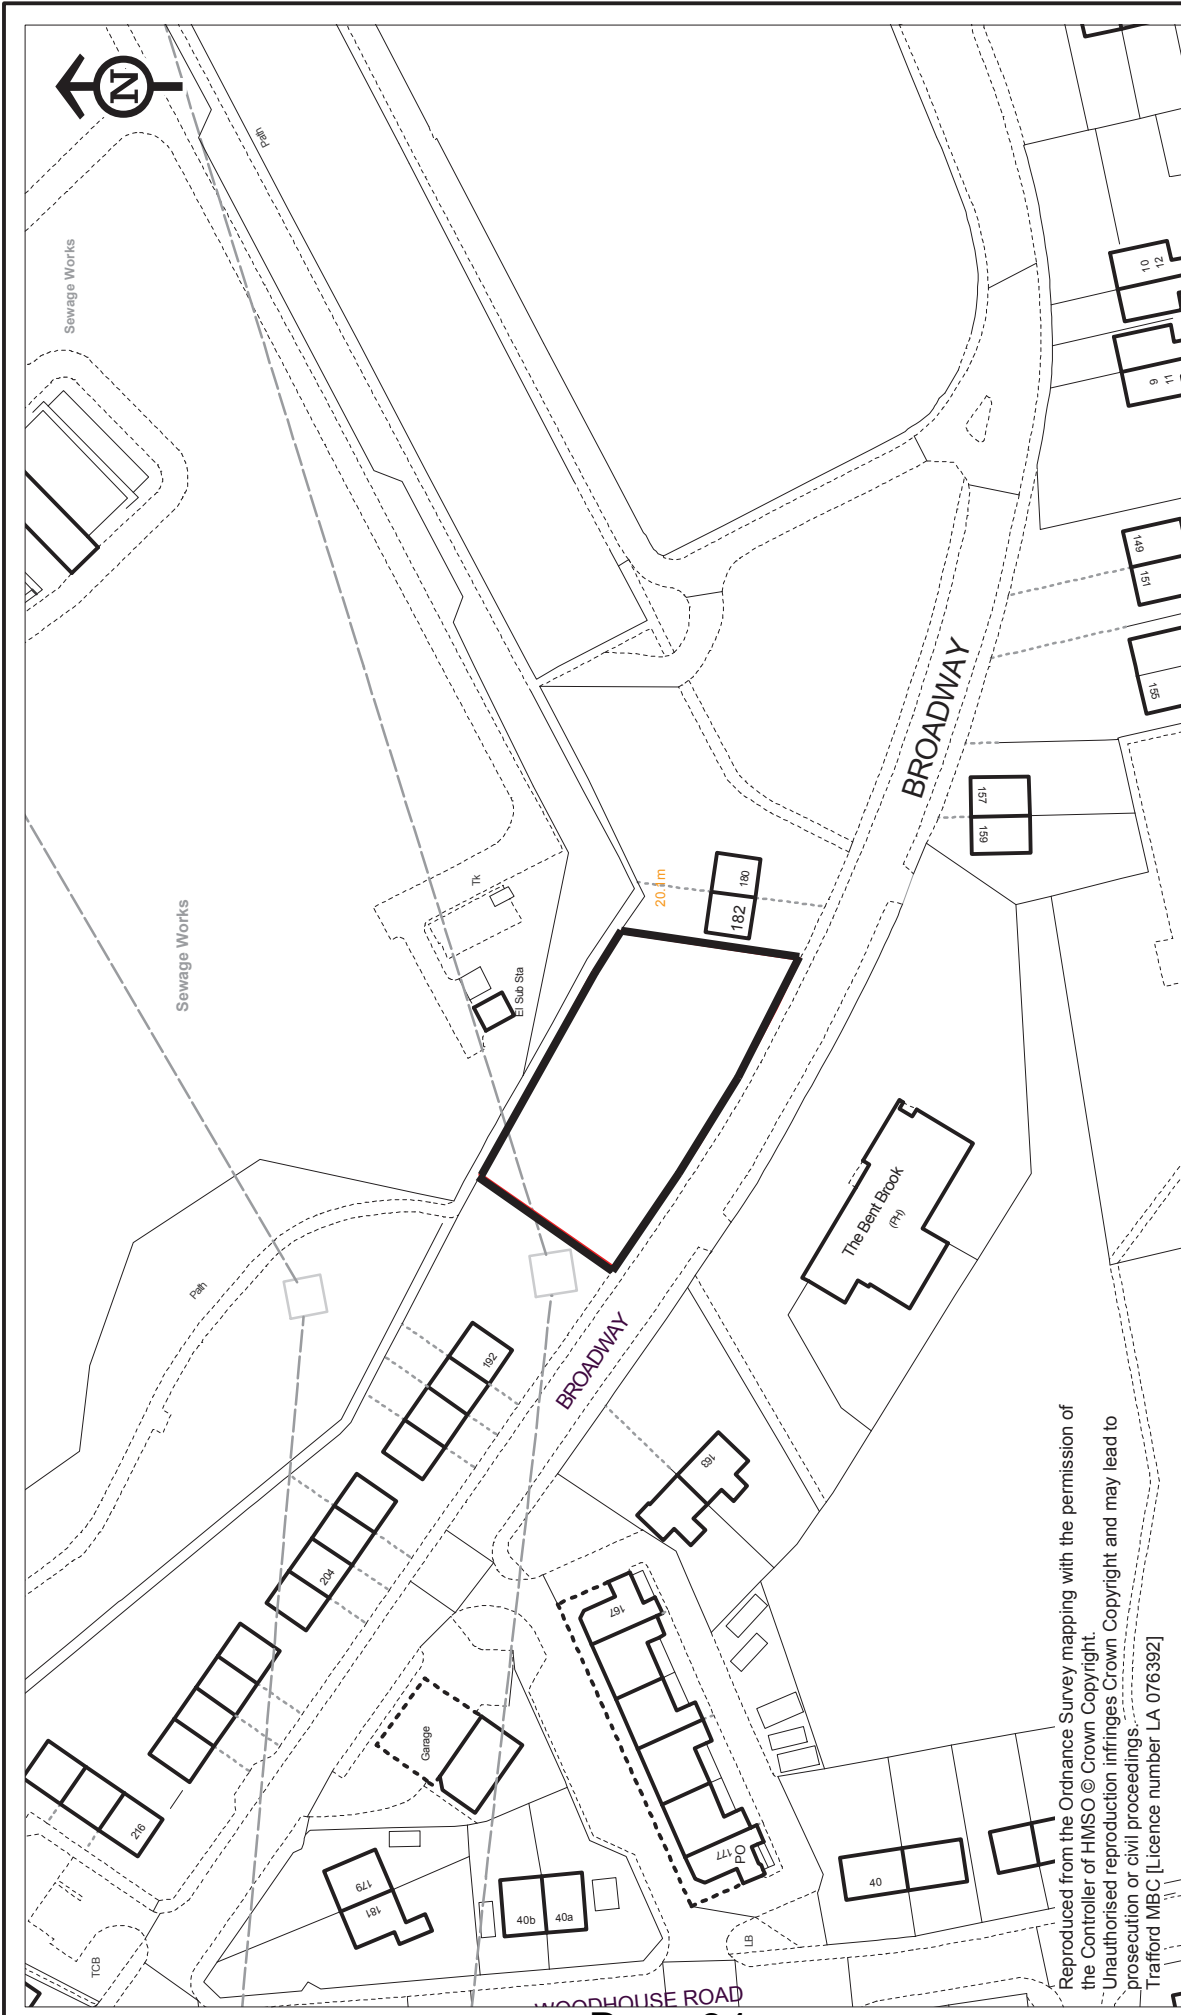 N
Path
Sewage Works
10
12
9
11
149
151
155
BROADWAY
157
159
Tk
20.1m
180
182
Sewage Works
El Sub Sta
The Bent Brook
(PH)
Path
BROADWAY
192
163
204
167
Garage
216
179
181
177
PO
40b
40a
40
TCB
LB
WOODHOUSE ROAD
Reproduced from the Ordnance Survey mapping with the permission of
the Controller of HMSO © Crown Copyright.
Unauthorised reproduction infringes Crown Copyright and may lead to
prosecution or civil proceedings.
Trafford MBC [Licence number LA 076392]